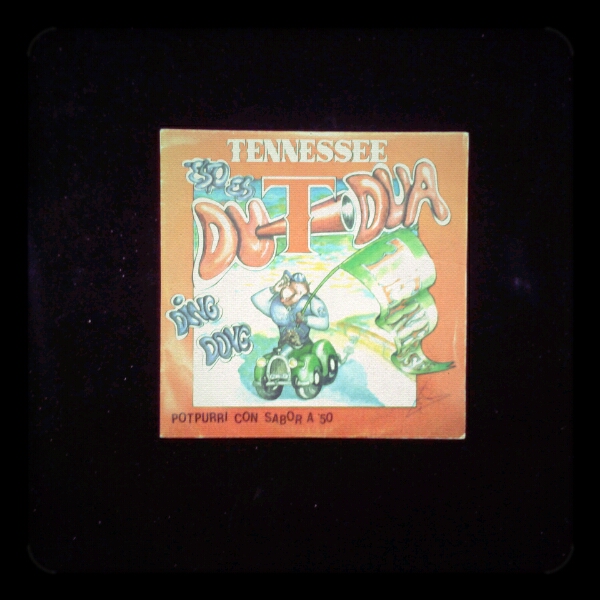 TENNESSEE
DU T DUA
DING
DONG
POTPURRI CON SABOR A '50